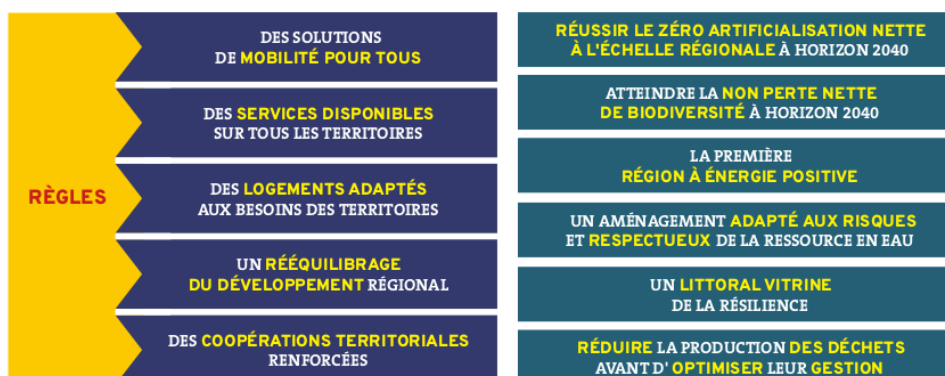 RÈGLES
DES SOLUTIONS
DE MOBILITÉ POUR TOUS
DES SERVICES DISPONIBLES
SUR TOUS LES TERRITOIRES
DES LOGEMENTS ADAPTÉS
AUX BESOINS DES TERRITOIRES
UN RÉÉQUILIBRAGE
DU DÉVELOPPEMENT RÉGIONAL
DES COOPÉRATIONS TERRITORIALES
RENFORCÉES
RÉUSSIR LE ZÉRO ARTIFICIALISATION NETTE
À L'ÉCHELLE RÉGIONALE À HORIZON 2040
ATTEINDRE LA NON PERTE NETTE
DE BIODIVERSITÉ À HORIZON 2040
LA PREMIÈRE
RÉGION À ÉNERGIE POSITIVE
UN AMÉNAGEMENT ADAPTÉ AUX RISQUES
ET RESPECTUEUX DE LA RESSOURCE EN EAU
UN LITTORAL VITRINE
DE LA RÉSILIENCE
RÉDUIRE LA PRODUCTION DES DÉCHETS
AVANT D' OPTIMISER LEUR GESTION